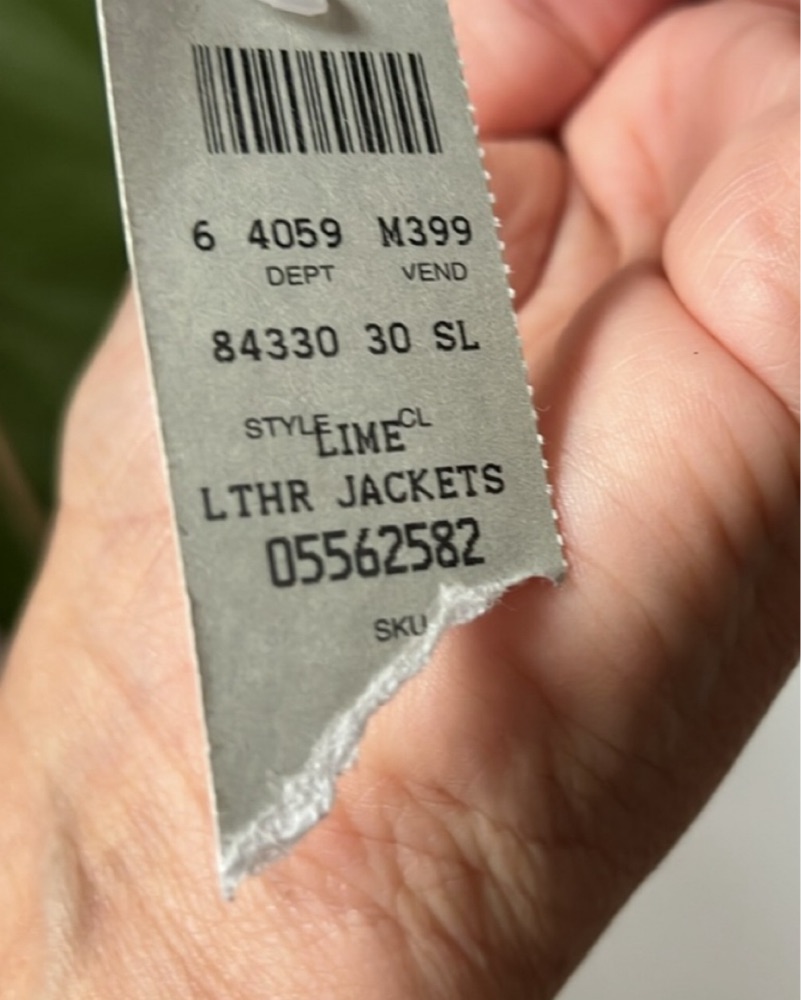 6 4059 M399
DEPT VEND
84330 30 SL
STYLE CL
LIME
LTHR JACKETS
05562582
SKU